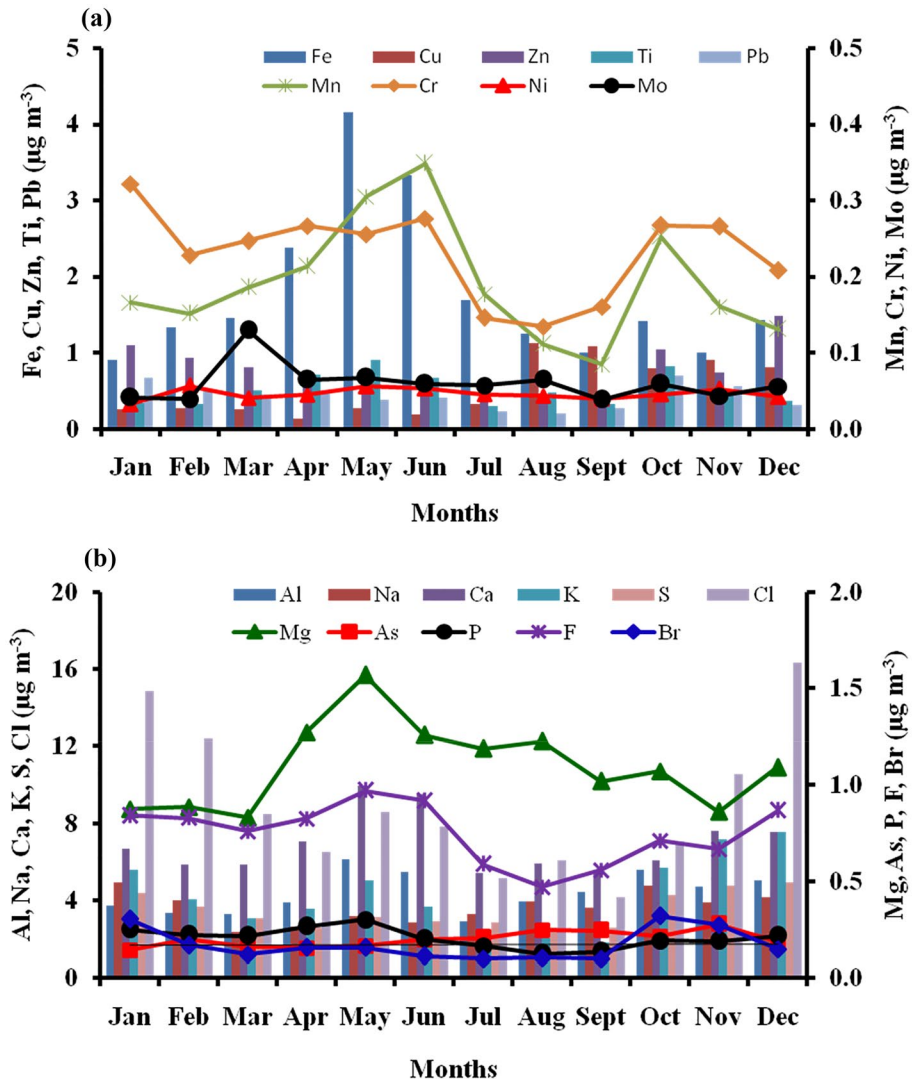 (a)
Fe Cu Zn Ti Pb
Mn Cr Ni Mo
5
4
3
2
1
0
Fe, Cu, Zn, Ti, Pb (µg m⁻³)
0.5
0.4
0.3
0.2
0.1
0.0
Mn, Cr, Ni, Mo (µg m⁻³)
Jan Feb Mar Apr May Jun Jul Aug Sept Oct Nov Dec
Months
(b)
Al Na Ca K S Cl
Mg As P F Br
20
16
12
8
4
0
Al, Na, Ca, K, S, Cl (µg m⁻³)
2.0
1.5
1.0
0.5
0.0
Mg, As, P, F, Br (µg m⁻³)
Jan Feb Mar Apr May Jun Jul Aug Sept Oct Nov Dec
Months